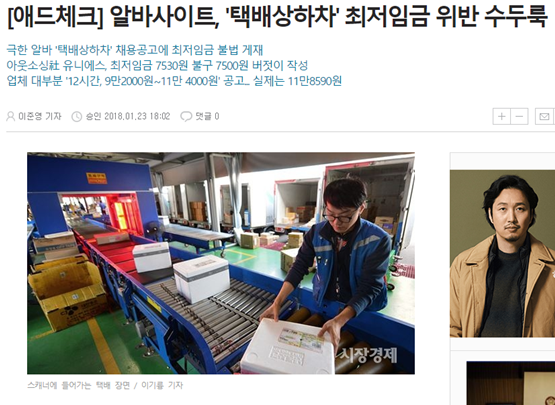 [애드체크] 알바사이트, '택배상하차' 최저임금 위반 수두룩
극한 알바 '택배상하차' 채용공고에 최저임금 불법 게재
아웃소싱社 유니에스, 최저임금 7530원 불구 7500원 버젓이 작성
업체 대부분 '12시간, 9만2000원~11만 4000원' 공고... 실제는 11만8590원
이준영 기자 승인 2018.01.23 18:02 댓글 0
시장경제
스캐너에 들어가는 택배 장면 / 이기륭 기자